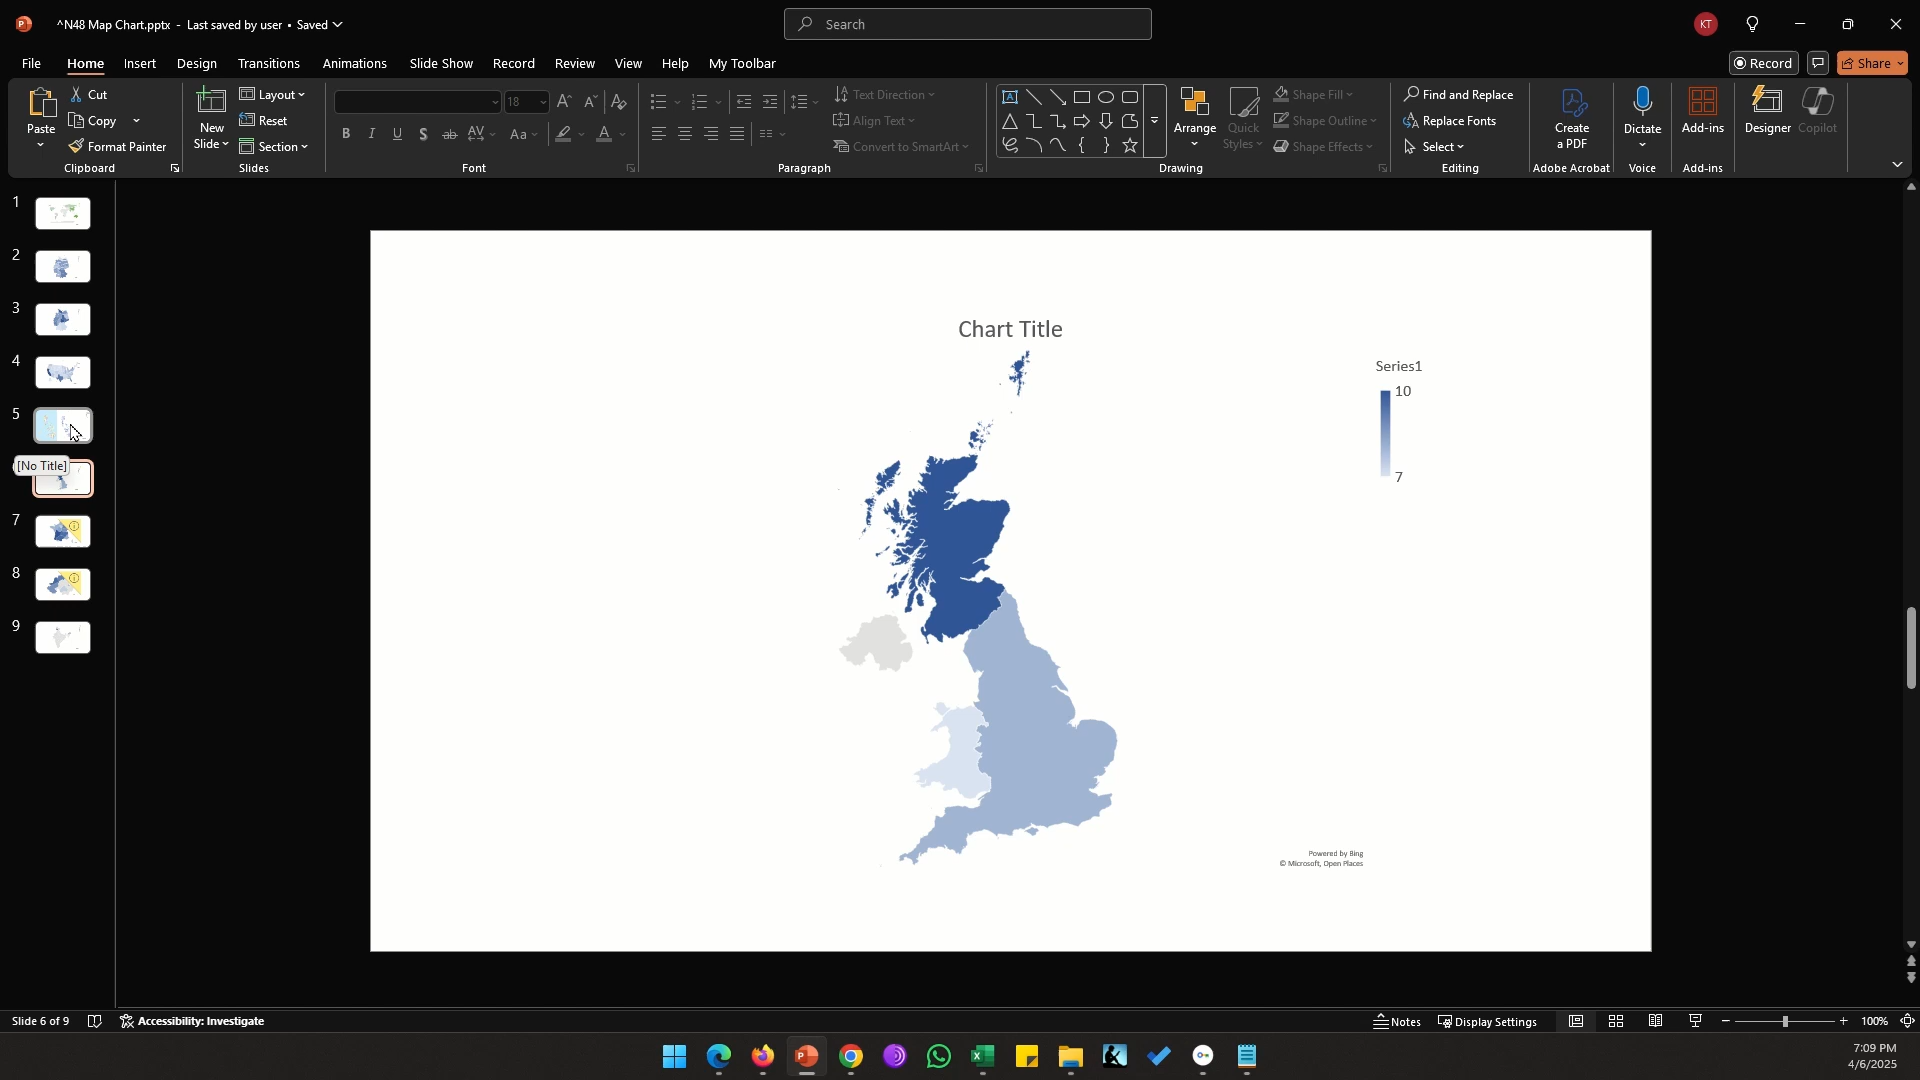 ^N48 Map Chart.pptx - Last saved by user • Saved
Search
KT
File Home Insert Design Transitions Animations Slide Show Record Review View Help My Toolbar
Record
Share
Paste
Cut
Copy
Format Painter
Clipboard
New Slide
Layout
Reset
Section
Slides
18
B I U S ab AV Aa A
Font
Text Direction
Align Text
Convert to SmartArt
Paragraph
Arrange
Quick Styles
Shape Fill
Shape Outline
Shape Effects
Drawing
Find and Replace
Replace Fonts
Select
Editing
Create a PDF
Adobe Acrobat
Dictate
Voice
Add-ins
Add-ins
Designer
Copilot
1
2
3
4
5
[No Title]
7
8
9
Chart Title
Series1
10
7
Powered by Bing
© Microsoft, Open Places
Slide 6 of 9
Accessibility: Investigate
Notes
Display Settings
100%
7:09 PM
4/6/2025